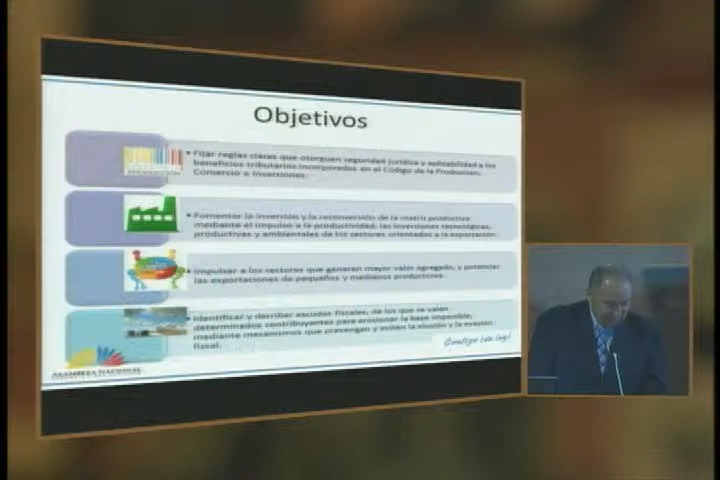 Objetivos
• Fijar reglas claras que otorguen seguridad jurídica y aplicabilidad a los
beneficios tributarios incorporados en el Código de la Producción,
Comercio e Inversiones.
• Fomentar la inversión y la reconversión de la matriz productiva
mediante el impulso a la productividad, las inversiones tecnológicas,
productivas y ambientales de los sectores orientados a la exportación.
• Impulsar a los sectores que generan mayor valor agregado, y potenciar
las exportaciones de pequeños y medianos productores.
• Identificar y derribar escudos fiscales, de los que se valen
determinados contribuyentes para erosionar la base imponible,
mediante mecanismos que prevengan y eviten la elusión y la evasión
fiscal.
ASAMBLEA NACIONAL
Contigo ¡de ley!